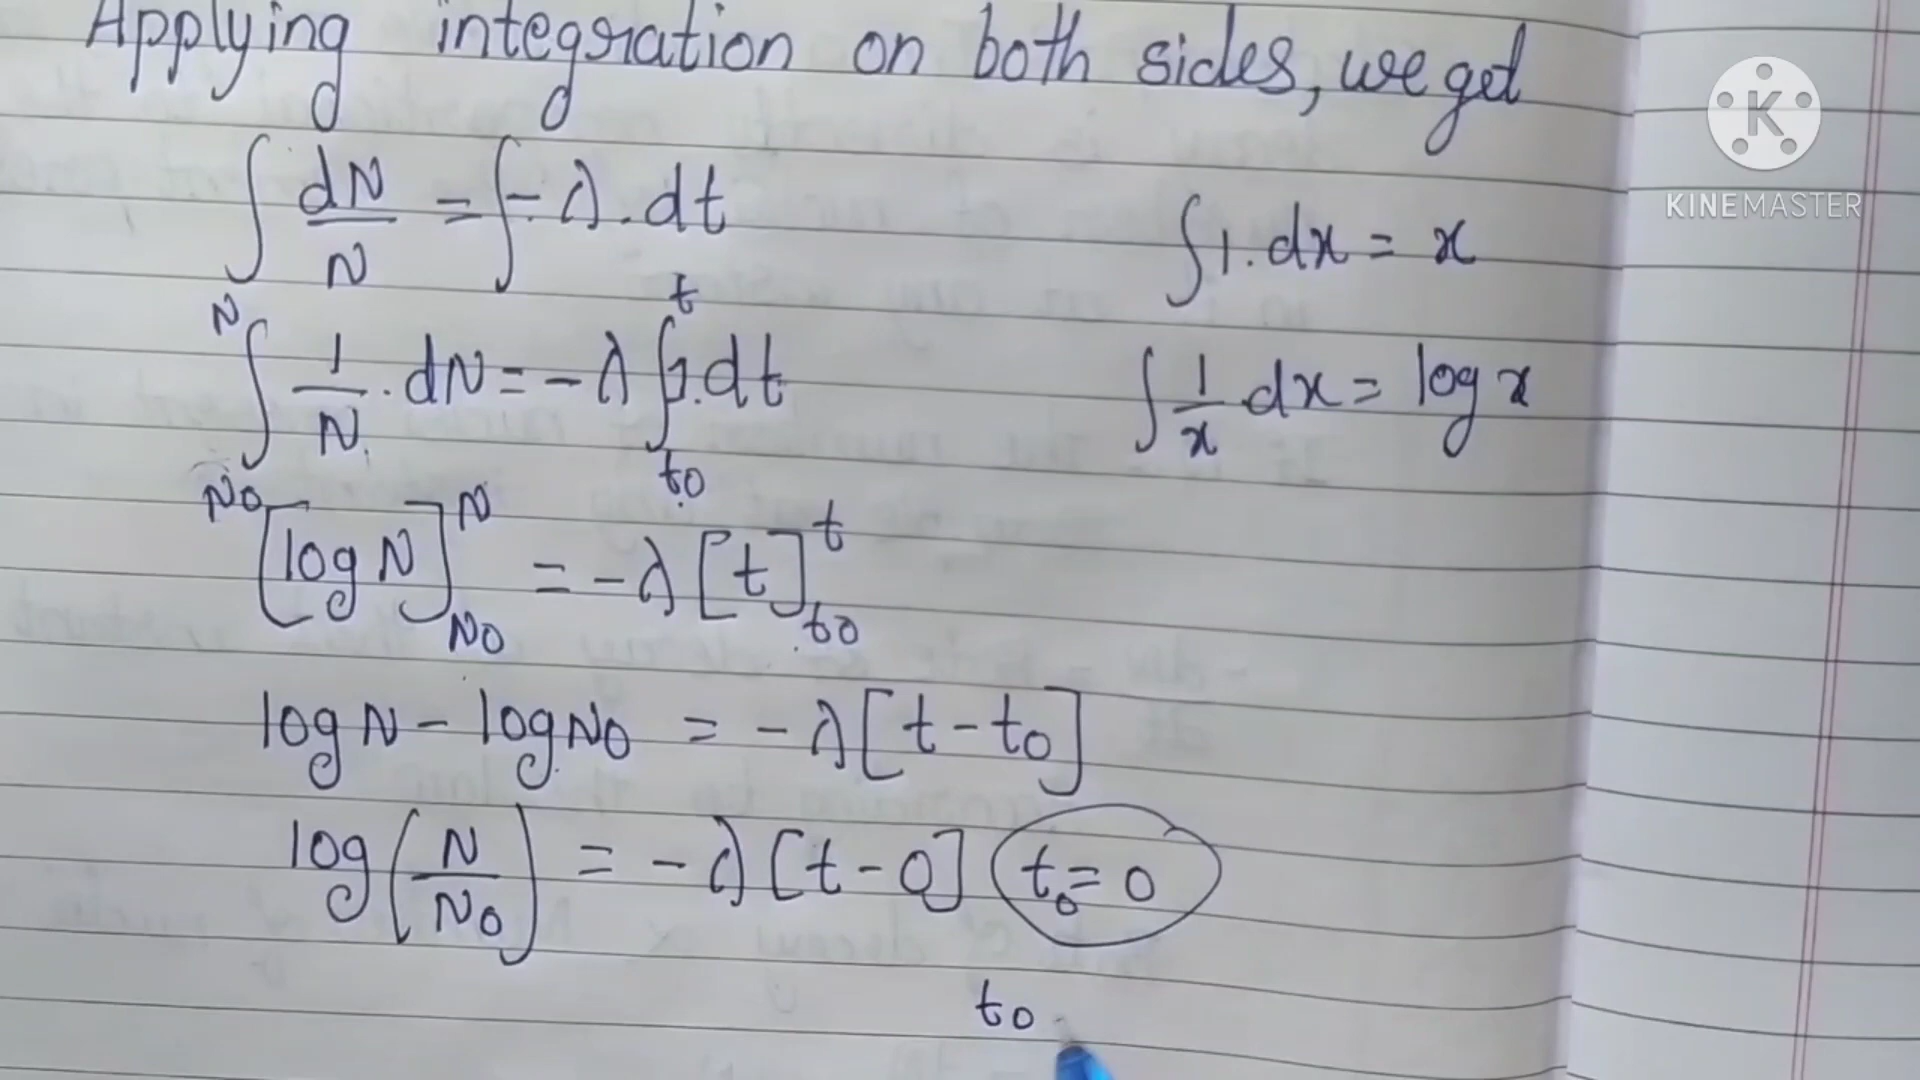 Applying integration on both sides, we get
∫ dN/N = ∫ -λ.dt
∫_{N0}^{N} 1/N . dN = -λ ∫_{t0}^{t} 1.dt
[log N]_{N0}^{N} = -λ [t]_{t0}^{t}
log N - log N0 = -λ[t - t0]
log(N/N0) = -λ [t - 0] t0 = 0
t0
∫ 1. dx = x
∫ 1/x dx = log x
K
KINEMASTER